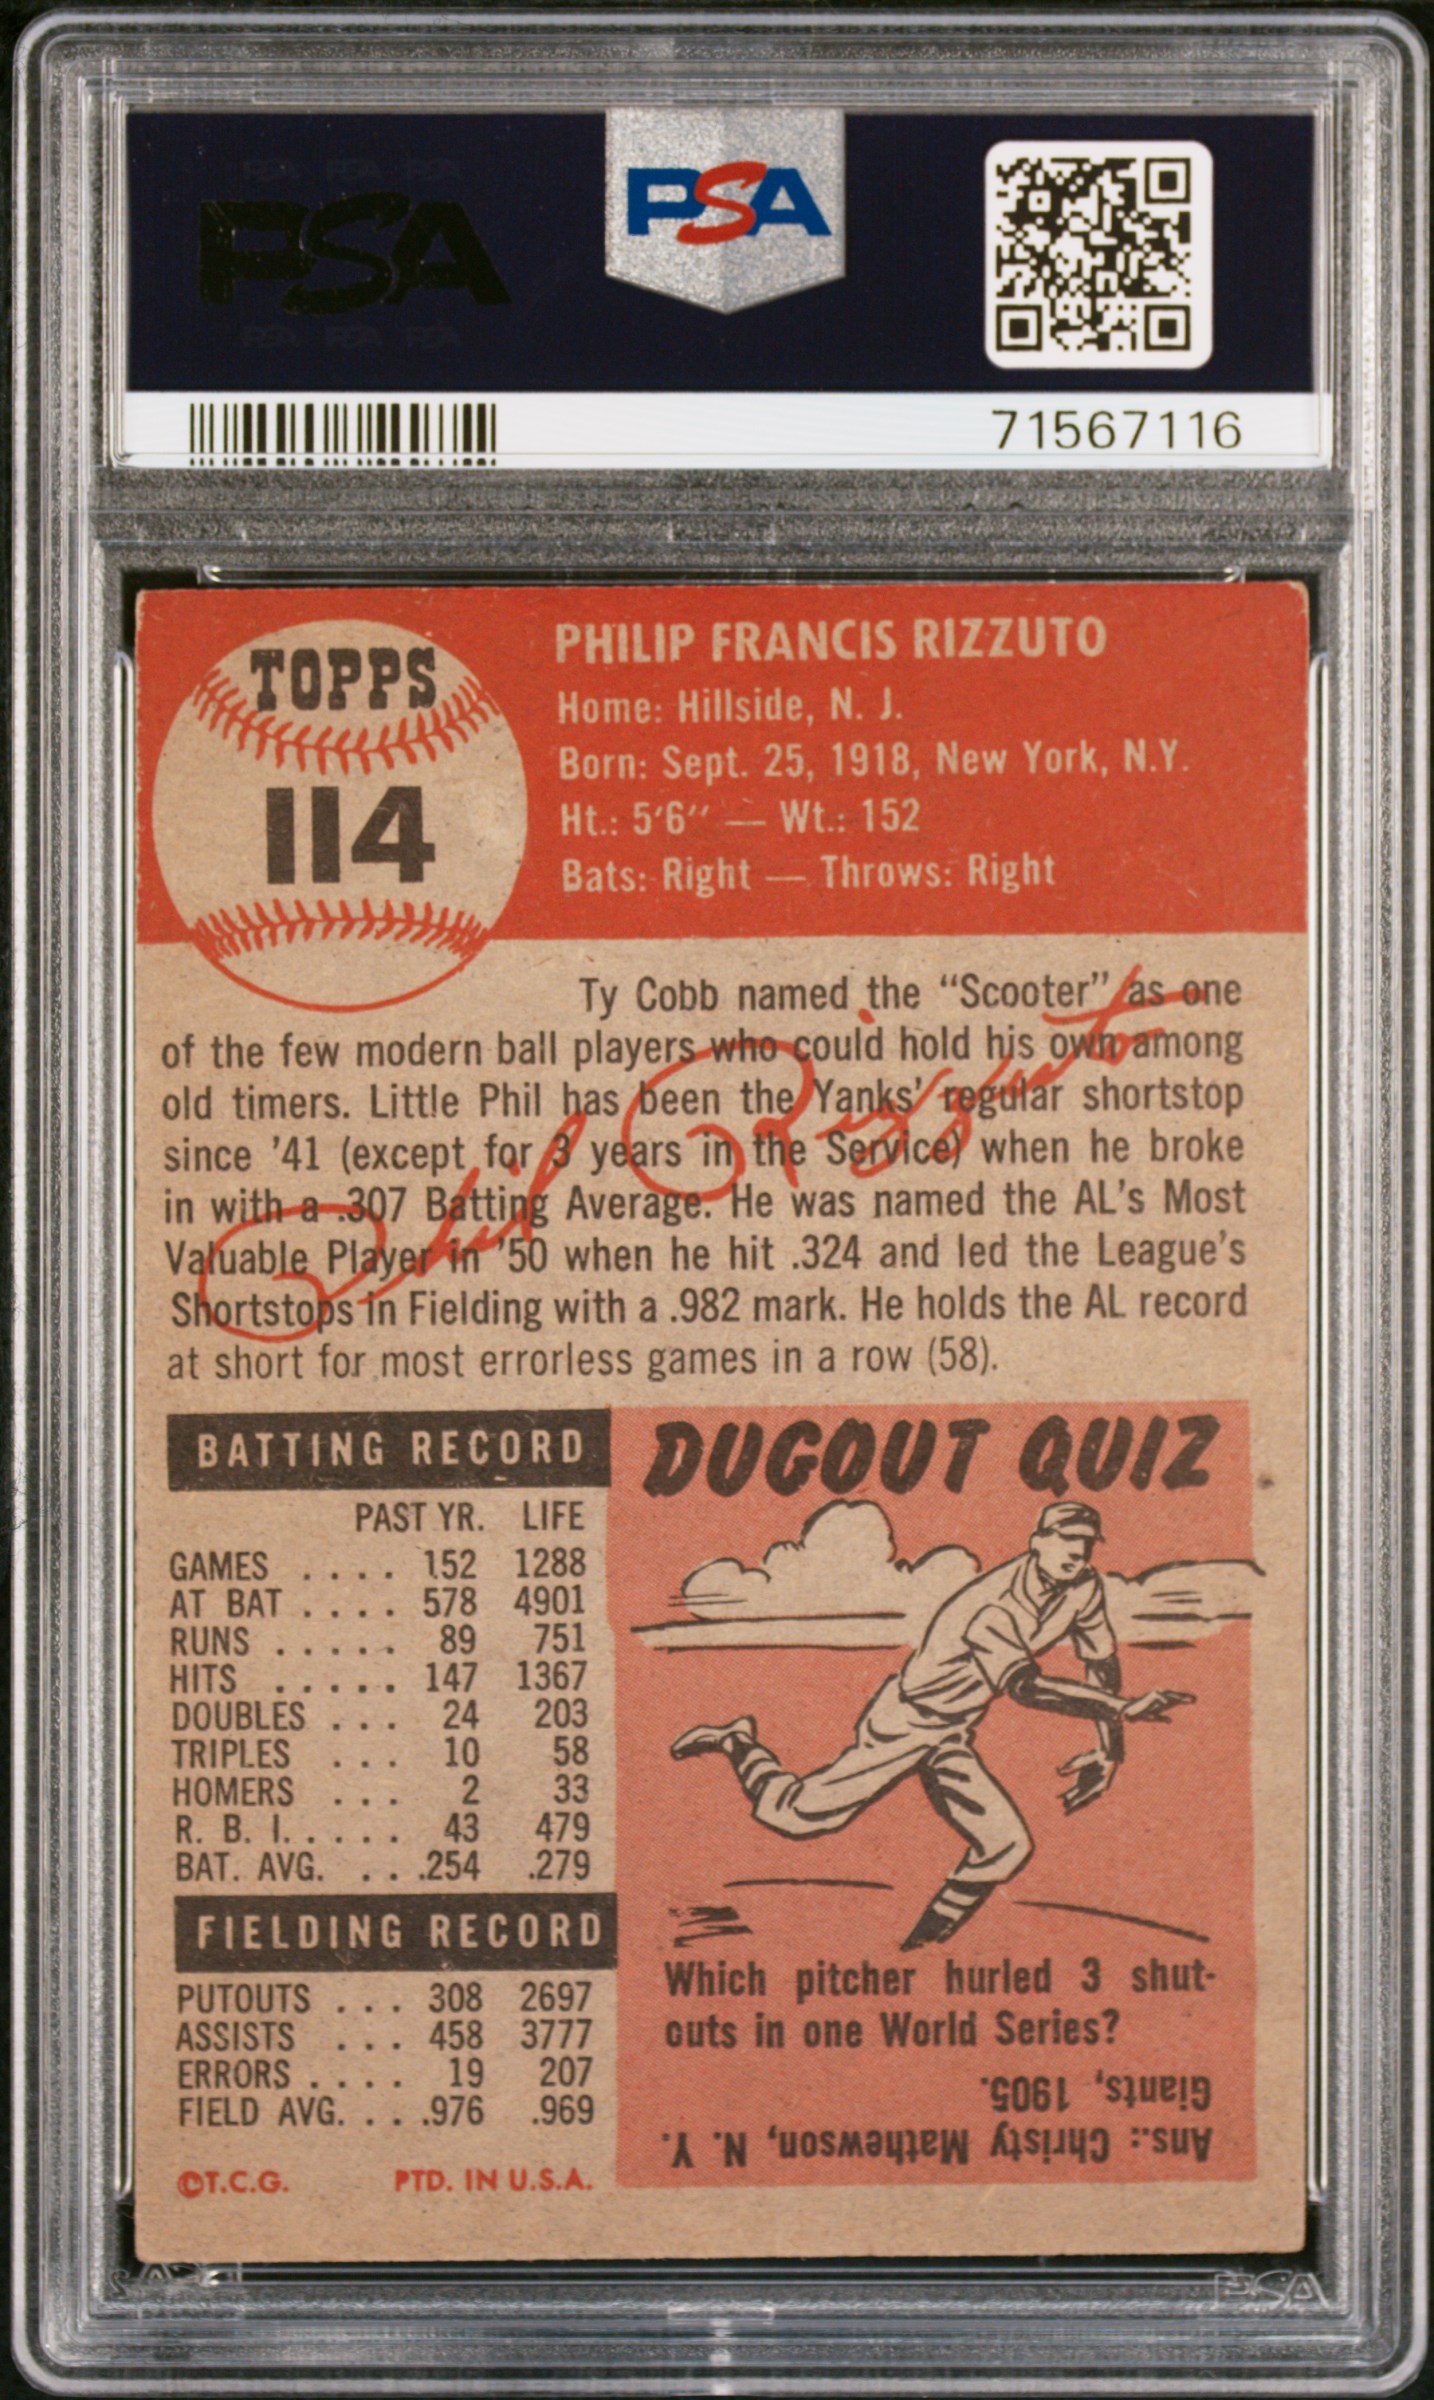 PSA
PSA
71567116
TOPPS
114
PHILIP FRANCIS RIZZUTO
Home: Hillside, N. J.
Born: Sept. 25, 1918, New York, N.Y.
Ht.: 5'6" — Wt.: 152
Bats: Right — Throws: Right
Ty Cobb named the "Scooter" as one
of the few modern ball players who could hold his own among
old timers. Little Phil has been the Yanks' regular shortstop
since '41 (except for 3 years in the Service) when he broke
in with a .307 Batting Average. He was named the AL's Most
Valuable Player in '50 when he hit .324 and led the League's
Shortstops in Fielding with a .982 mark. He holds the AL record
at short for most errorless games in a row (58).
Phil Rizzuto
BATTING RECORD
PAST YR. LIFE
GAMES .... 152 1288
AT BAT .... 578 4901
RUNS ..... 89 751
HITS ..... 147 1367
DOUBLES ... 24 203
TRIPLES ... 10 58
HOMERS ... 2 33
R. B. I. .... 43 479
BAT. AVG. ...254 .279
FIELDING RECORD
PUTOUTS ... 308 2697
ASSISTS ... 458 3777
ERRORS .... 19 207
FIELD AVG. ....976 .969
©T.C.G. PTD. IN U.S.A.
DUGOUT QUIZ
Which pitcher hurled 3 shut-
outs in one World Series?
Ans.: Christy Mathewson, N. Y.
Giants, 1905.
PSA